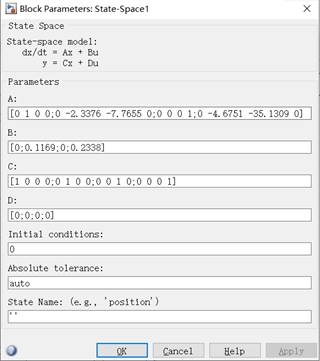 Block Parameters: State-Space1
State Space
State-space model:
dx/dt = Ax + Bu
y = Cx + Du
Parameters
A:
[0 1 0 0;0 -2.3376 -7.7655 0;0 0 0 1;0 -4.6751 -35.1309 0]
B:
[0;0.1169;0;0.2338]
C:
[1 0 0 0;0 1 0 0;0 0 1 0;0 0 0 1]
D:
[0;0;0;0]
Initial conditions:
0
Absolute tolerance:
auto
State Name: (e.g., 'position')
''
OK Cancel Help Apply